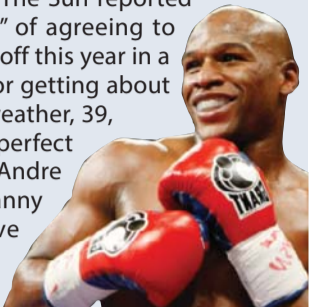 The Sun reported
" of agreeing to
off this year in a
or getting about
eather, 39,
perfect
Andre
nny
ve
GRANT